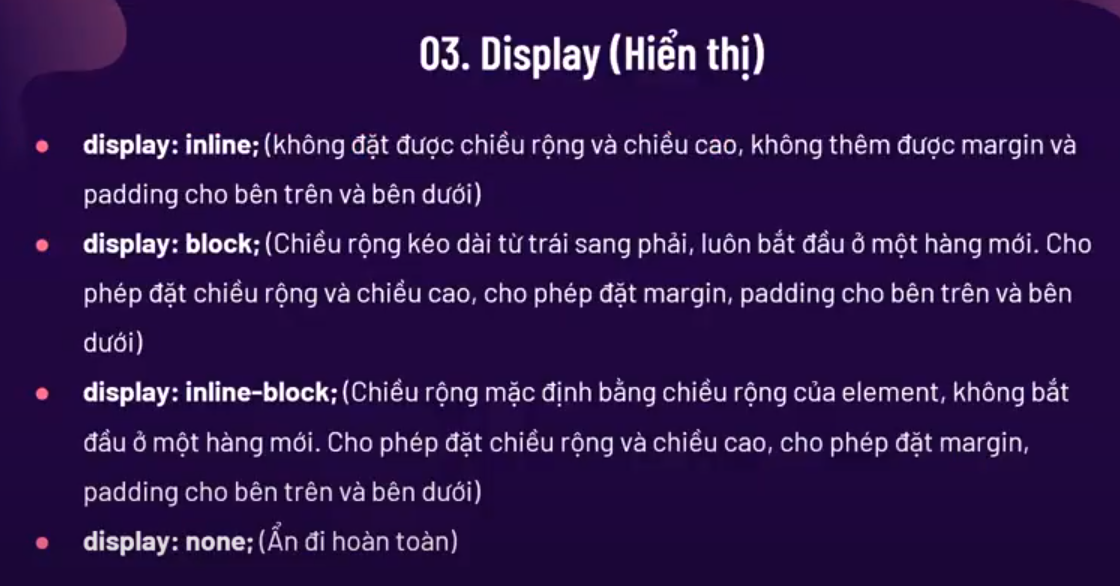 03. Display (Hiển thị)
• display: inline; (không đặt được chiều rộng và chiều cao, không thêm được margin và
padding cho bên trên và bên dưới)
• display: block; (Chiều rộng kéo dài từ trái sang phải, luôn bắt đầu ở một hàng mới. Cho
phép đặt chiều rộng và chiều cao, cho phép đặt margin, padding cho bên trên và bên
dưới)
• display: inline-block; (Chiều rộng mặc định bằng chiều rộng của element, không bắt
đầu ở một hàng mới. Cho phép đặt chiều rộng và chiều cao, cho phép đặt margin,
padding cho bên trên và bên dưới)
• display: none; (Ẩn đi hoàn toàn)